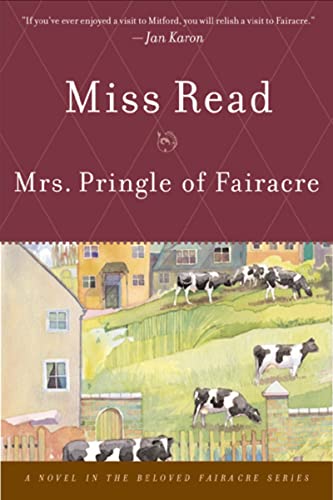 "If you've ever enjoyed a visit to Mitford, you will relish a visit to Fairacre."
—Jan Karon
Miss Read
Mrs. Pringle of Fairacre
A NOVEL IN THE BELOVED FAIRACRE SERIES